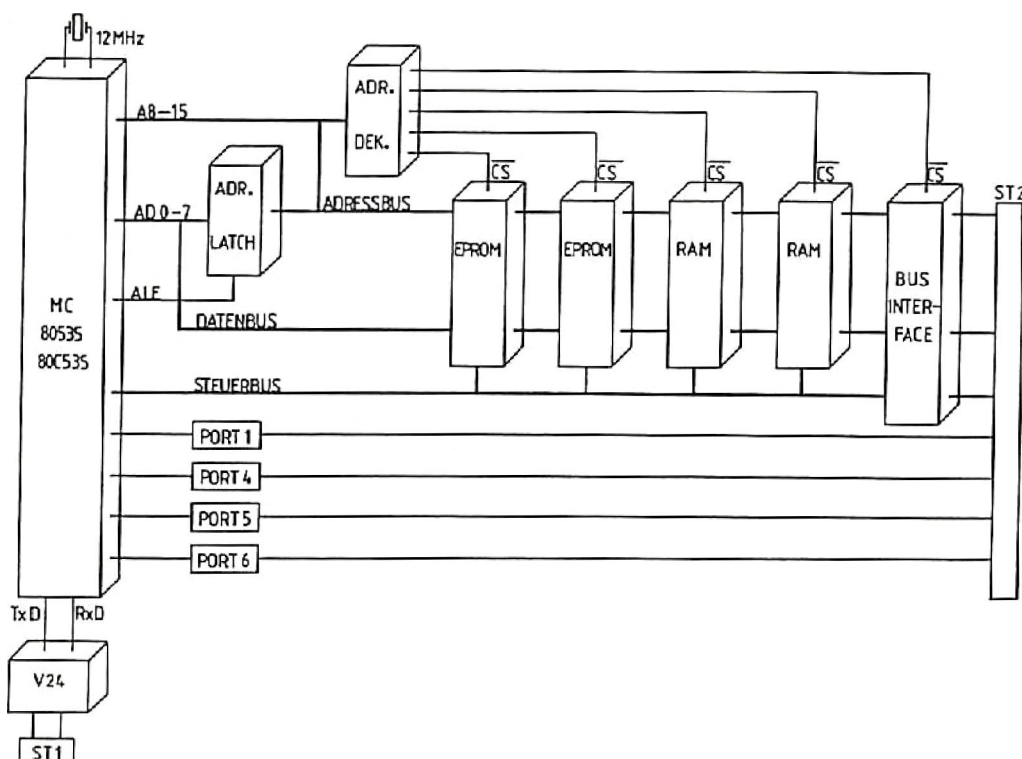 12MHz
A8-15
ADR.
DEK.
CS
CS
CS
CS
CS
ST2
ADR.
LATCH
AD0-7
ADRESSBUS
EPROM
EPROM
RAM
RAM
BUS
INTER-
FACE
MC
80535
80C535
ALE
DATENBUS
STEUERBUS
PORT 1
PORT 4
PORT 5
PORT 6
TxD
RxD
V24
ST1